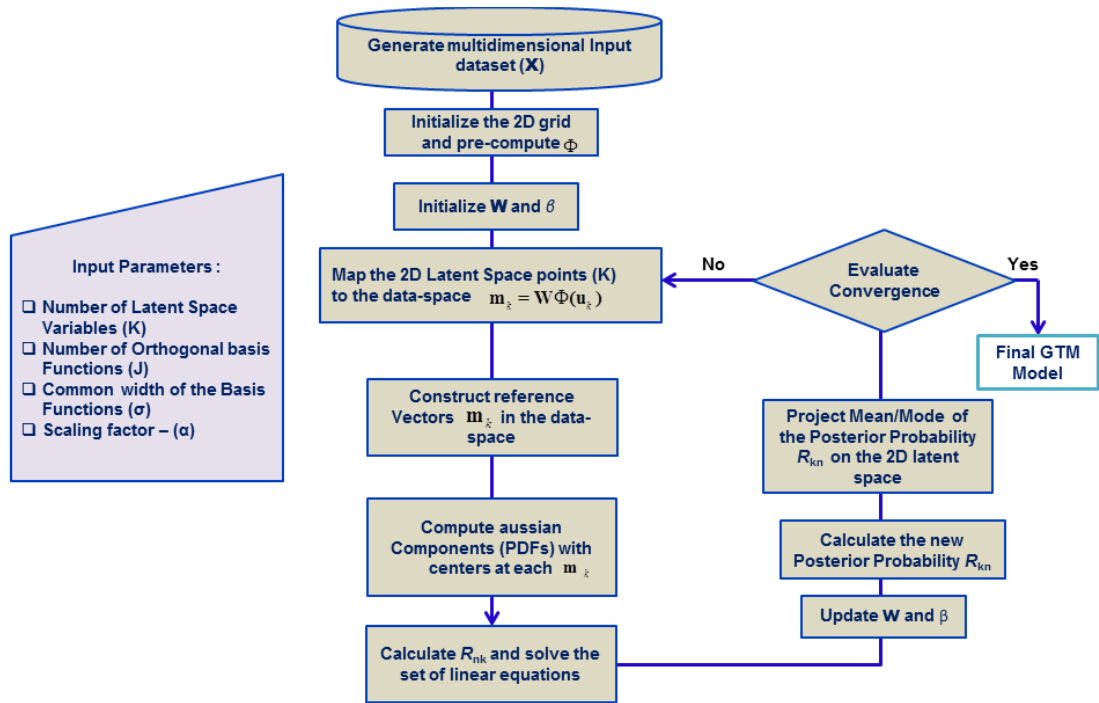 Generate multidimensional Input
dataset (X)
Initialize the 2D grid
and pre-compute Φ
Initialize W and β
Map the 2D Latent Space points (K)
to the data-space m_k = WΦ(u_k)
Construct reference
Vectors m_k in the data-
space
Compute aussian
Components (PDFs) with
centers at each m_k
Calculate R_nk and solve the
set of linear equations
Input Parameters :
❑ Number of Latent Space
Variables (K)
❑ Number of Orthogonal basis
Functions (J)
❑ Common width of the Basis
Functions (σ)
❑ Scaling factor – (α)
No
Evaluate
Convergence
Yes
Final GTM
Model
Project Mean/Mode of
the Posterior Probability
R_kn on the 2D latent
space
Calculate the new
Posterior Probability R_kn
Update W and β